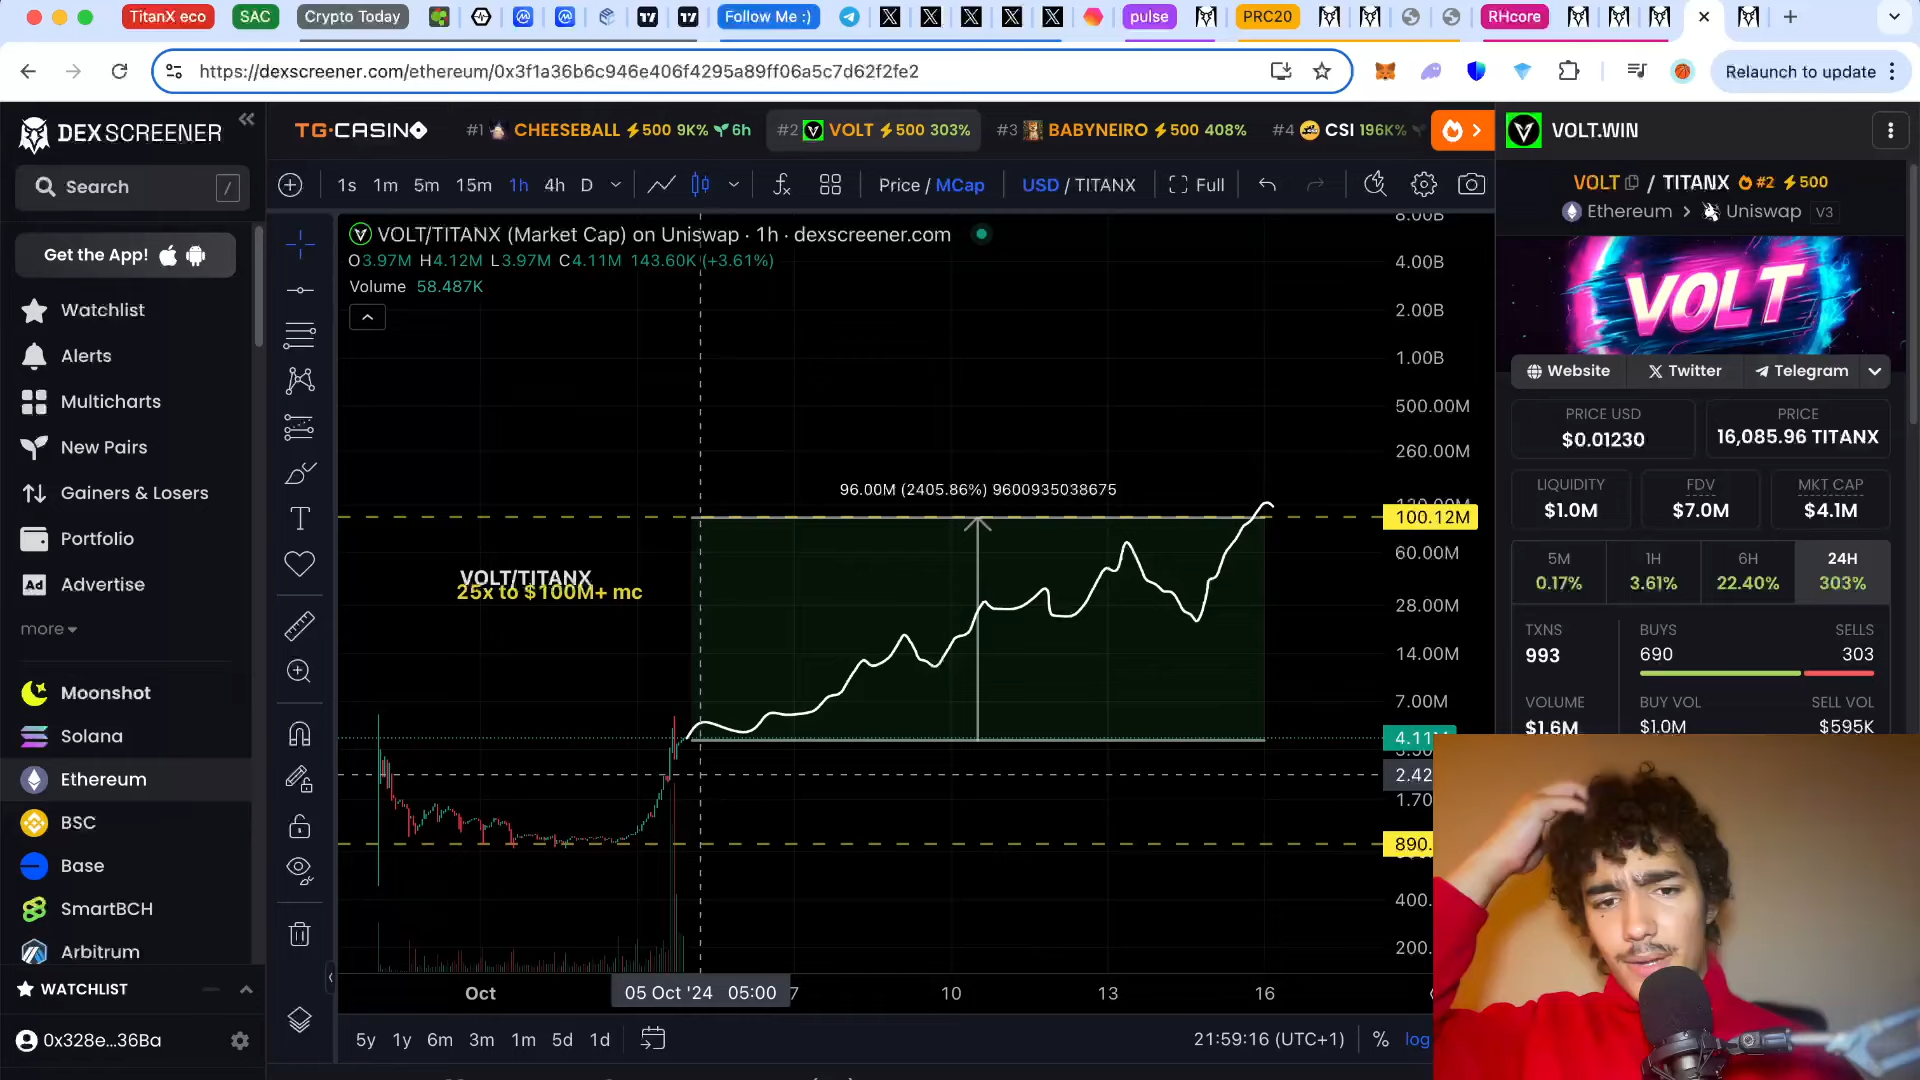 TitanX eco
SAC
Crypto Today
Follow Me :)
pulse
PRC20
RHcore
https://dexscreener.com/ethereum/0x3f1a36b6c946e406f4295a89ff06a5c7d62f2fe2
Relaunch to update
DEXSCREENER
TG·CASINO
#1 CHEESEBALL 500 9K% 6h
#2 VOLT 500 303%
#3 BABYNEIRO 500 408%
#4 CSI 196K%
VOLT.WIN
Search /
1s 1m 5m 15m 1h 4h D
Price / MCap
USD / TITANX
Full
VOLT / TITANX #2 500
Ethereum > Uniswap V3
Get the App!
VOLT/TITANX (Market Cap) on Uniswap · 1h · dexscreener.com
O3.97M H4.12M L3.97M C4.11M 143.60K (+3.61%)
Volume 58.487K
Watchlist
Alerts
Multicharts
New Pairs
Gainers & Losers
Portfolio
Ad Advertise
more
Moonshot
Solana
Ethereum
BSC
Base
SmartBCH
Arbitrum
WATCHLIST
0x328e...36Ba
8.00B
4.00B
2.00B
1.00B
500.00M
260.00M
100.12M
60.00M
28.00M
14.00M
7.00M
4.11
2.42
1.70
890.
400.
200.
96.00M (2405.86%) 9600935038675
VOLT/TITANX
25x to $100M+ mc
Oct
05 Oct '24 05:00
7
10
13
16
5y 1y 6m 3m 1m 5d 1d
21:59:16 (UTC+1) % log
VOLT
Website
Twitter
Telegram
PRICE USD
$0.01230
PRICE
16,085.96 TITANX
LIQUIDITY
$1.0M
FDV
$7.0M
MKT CAP
$4.1M
5M
0.17%
1H
3.61%
6H
22.40%
24H
303%
TXNS
993
BUYS
690
SELLS
303
VOLUME
$1.6M
BUY VOL
$1.0M
SELL VOL
$595K